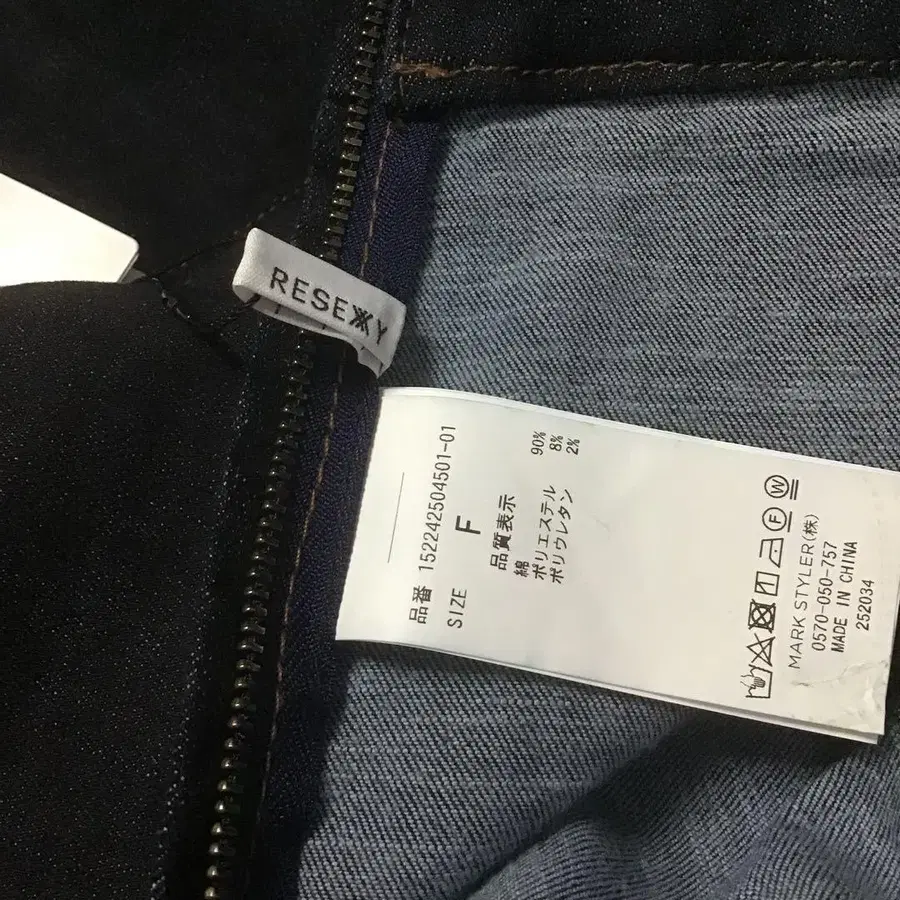 RESEXXY
品番 152242504501-01
SIZE F
品質表示
綿 90%
ポリエステル 8%
ポリウレタン 2%
MARK STYLER(株)
0570-050-757
MADE IN CHINA
252034